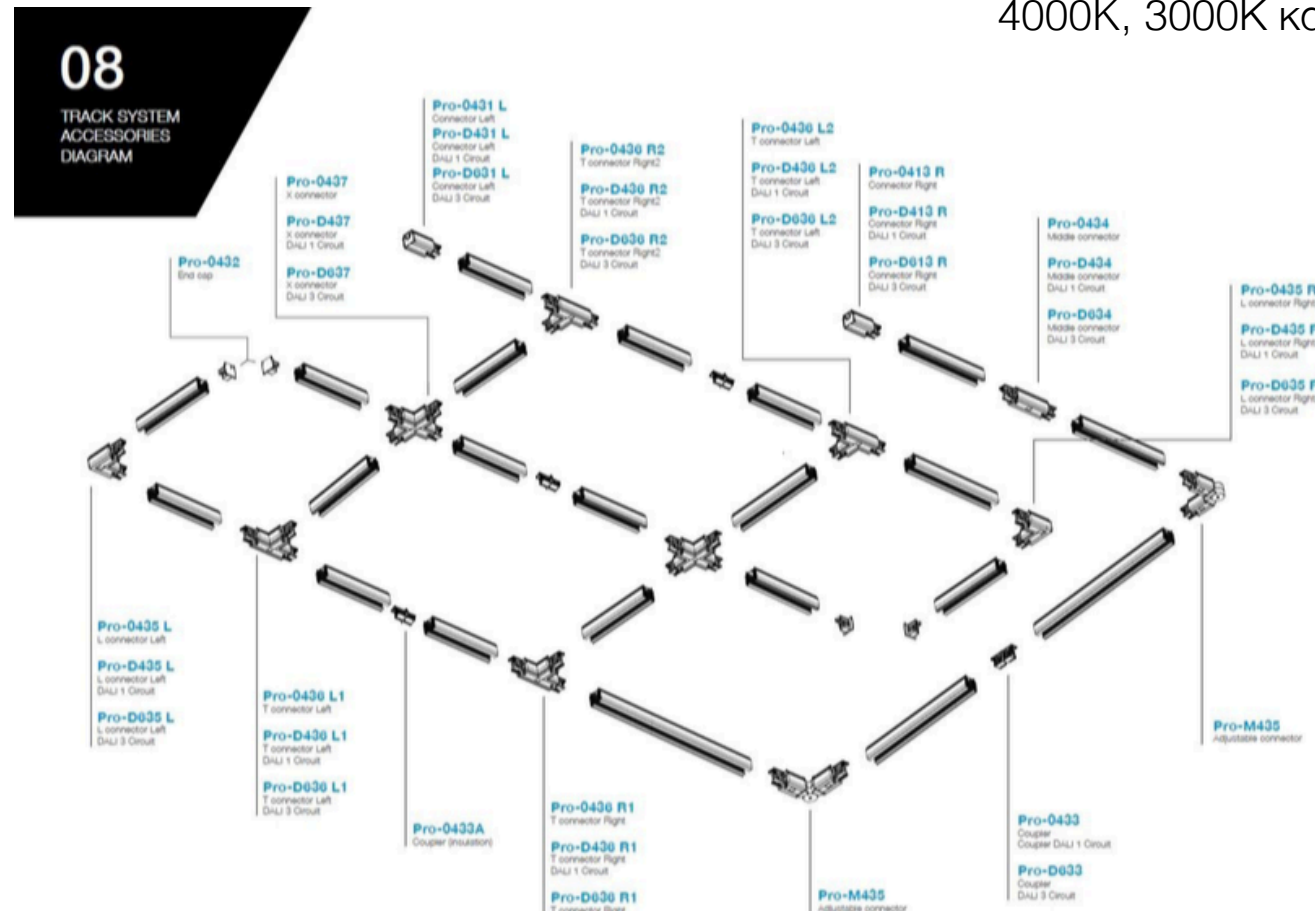 4000K, 3000K
08
TRACK SYSTEM
ACCESSORIES
DIAGRAM
Pro-0431 L
Connector Left
Pro-D431 L
Connector Left
DALI 1 Circuit
Pro-D631 L
Connector Left
DALI 3 Circuit
Pro-0436 R2
T connector Right2
Pro-D436 R2
T connector Right2
DALI 1 Circuit
Pro-D636 R2
T connector Right2
DALI 3 Circuit
Pro-0436 L2
T connector Left
Pro-D436 L2
T connector Left
DALI 1 Circuit
Pro-D636 L2
T connector Left
DALI 3 Circuit
Pro-0413 R
Connector Right
Pro-D413 R
Connector Right
DALI 1 Circuit
Pro-D613 R
Connector Right
DALI 3 Circuit
Pro-0437
X connector
Pro-D437
X connector
DALI 1 Circuit
Pro-D637
X connector
DALI 3 Circuit
Pro-0432
End cap
Pro-0434
Middle connector
Pro-D434
Middle connector
DALI 1 Circuit
Pro-D634
Middle connector
DALI 3 Circuit
Pro-0435 R
L connector Right
Pro-D435 R
L connector Right
DALI 1 Circuit
Pro-D635 R
L connector Right
DALI 3 Circuit
Pro-0435 L
L connector Left
Pro-D435 L
L connector Left
DALI 1 Circuit
Pro-D635 L
L connector Left
DALI 3 Circuit
Pro-0436 L1
T connector Left
Pro-D436 L1
T connector Left
DALI 1 Circuit
Pro-D636 L1
T connector Left
DALI 3 Circuit
Pro-0433A
Coupler (insulation)
Pro-0436 R1
T connector Right
Pro-D436 R1
T connector Right
DALI 1 Circuit
Pro-D636 R1
T connector Right
Pro-M435
Adjustable connector
Pro-0433
Coupler
Coupler DALI 1 Circuit
Pro-D633
Coupler
DALI 3 Circuit
Pro-M435
Adjustable connector